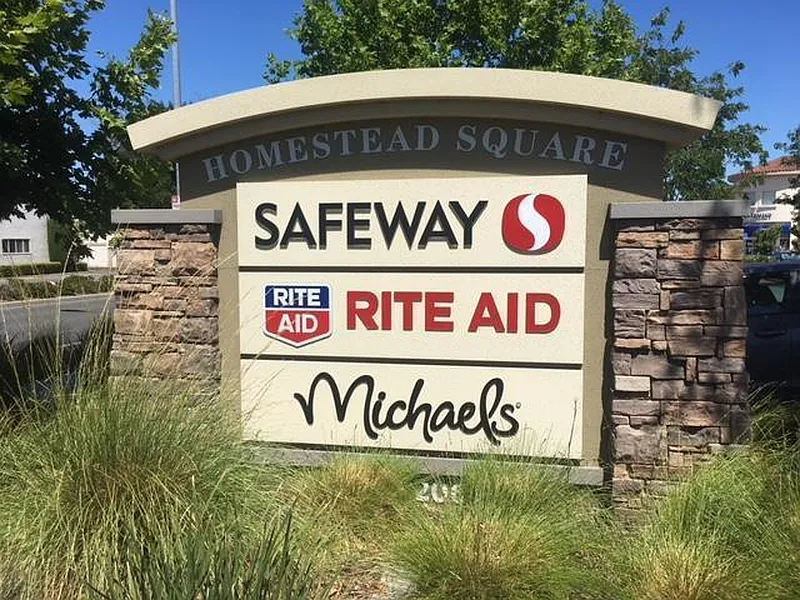 HOMESTEAD SQUARE
SAFEWAY
RITE AID
RITE AID
Michaels